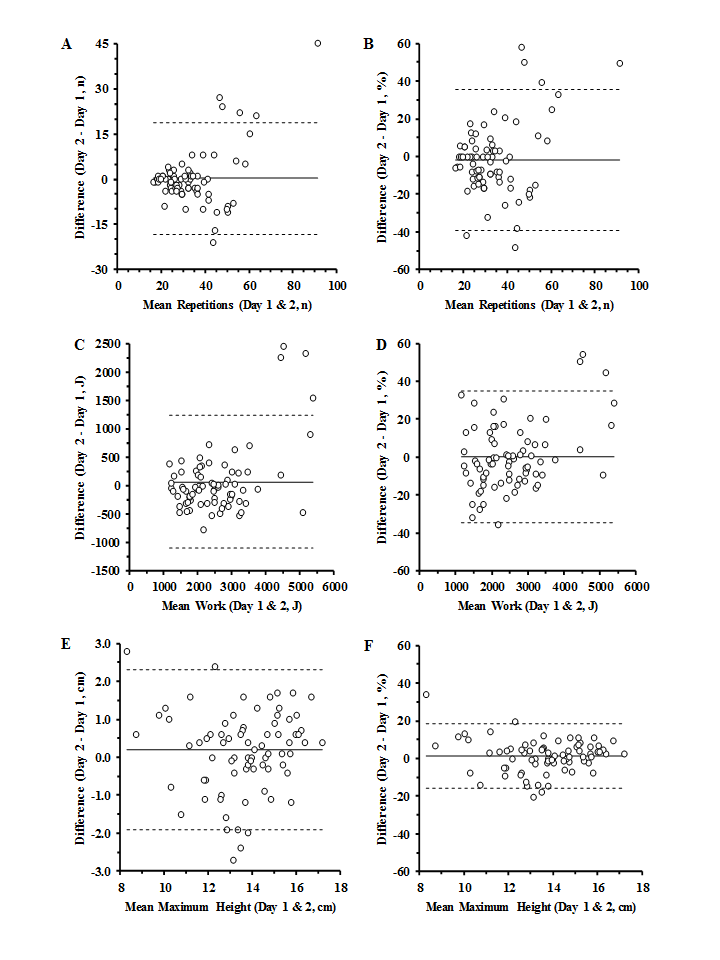 A
45
30
15
0
-15
-30
0 20 40 60 80 100
Difference (Day 2 - Day 1, n)
Mean Repetitions (Day 1 & 2, n)
B
60
40
20
0
-20
-40
-60
0 20 40 60 80 100
Difference (Day 2 - Day 1, %)
Mean Repetitions (Day 1 & 2, n)
C
2500
2000
1500
1000
500
0
-500
-1000
-1500
0 1000 2000 3000 4000 5000 6000
Difference (Day 2 - Day 1, J)
Mean Work (Day 1 & 2, J)
D
60
40
20
0
-20
-40
-60
0 1000 2000 3000 4000 5000 6000
Difference (Day 2 - Day 1, %)
Mean Work (Day 1 & 2, J)
E
3.0
2.0
1.0
0.0
-1.0
-2.0
-3.0
8 10 12 14 16 18
Difference (Day 2 - Day 1, cm)
Mean Maximum Height (Day 1 & 2, cm)
F
60
40
20
0
-20
-40
-60
8 10 12 14 16 18
Difference (Day 2 - Day 1, %)
Mean Maximum Height (Day 1 & 2, cm)